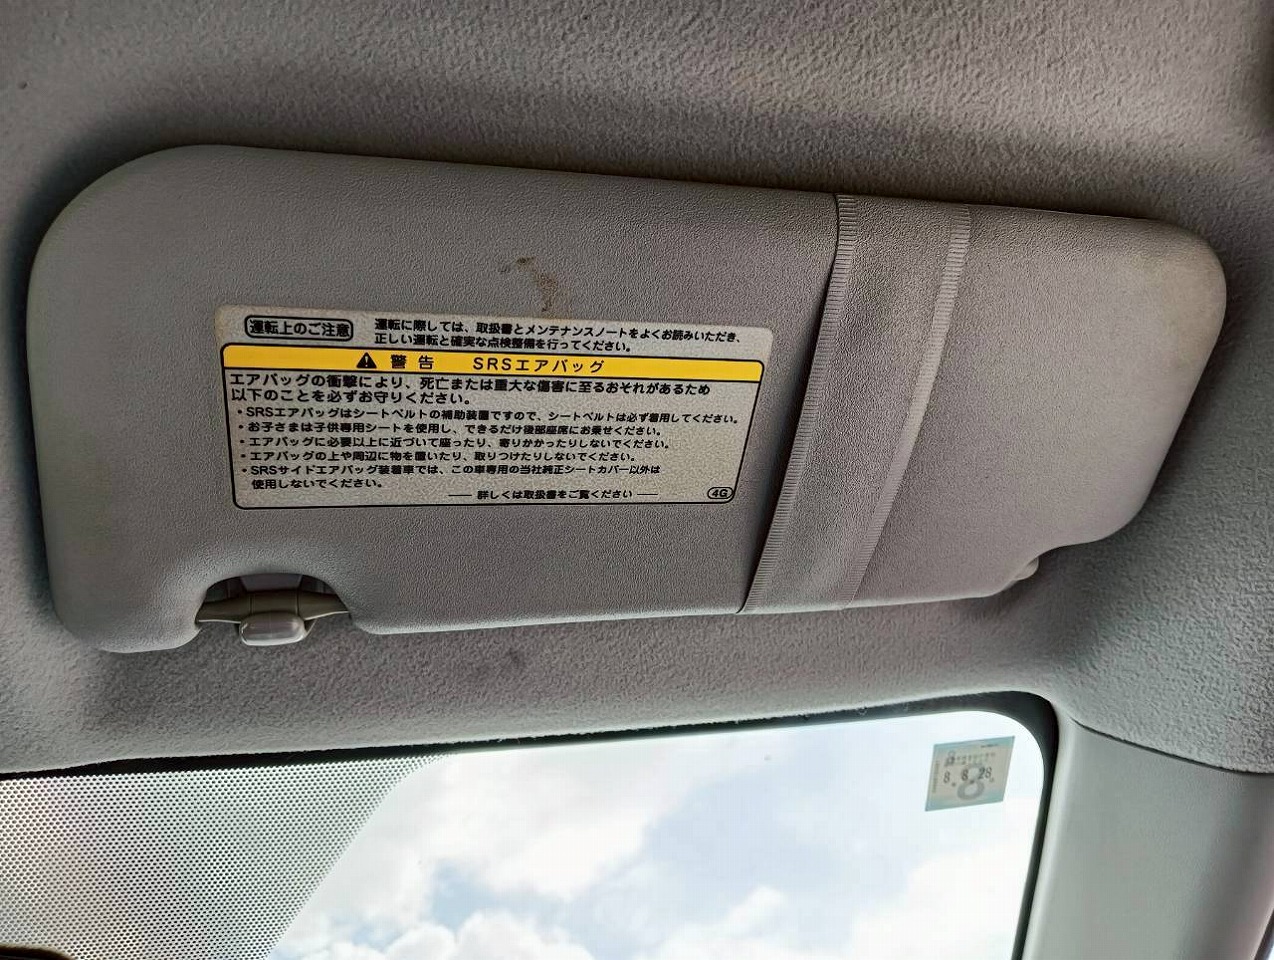 運転上のご注意
運転に際しては、取扱書とメンテナンスノートをよくお読みいただき、
正しい運転と確実な点検整備を行ってください。
警告 SRSエアバッグ
エアバッグの衝撃により、死亡または重大な傷害に至るおそれがあるため
以下のことを必ずお守りください。
・SRSエアバッグはシートベルトの補助装置ですので、シートベルトは必ず着用してください。
・お子さまは子供専用シートを使用し、できるだけ後部座席にお乗せください。
・エアバッグに必要以上に近づいて座ったり、寄りかかったりしないでください。
・エアバッグの上や周辺に物を置いたり、取りつけたりしないでください。
・SRSサイドエアバッグ装着車では、この車専用の当社純正シートカバー以外は
使用しないでください。
詳しくは取扱書をご覧ください
4G
8 8 28
8